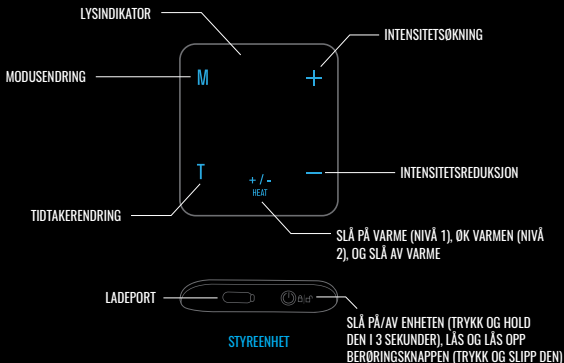 LYSINDIKATOR
INTENSITETSØKNING
MODUSENDRING
M
+
T
+ / -
HEAT
−
INTENSITETSREDUKSJON
TIDTAKERENDRING
SLÅ PÅ VARME (NIVÅ 1), ØK VARMEN (NIVÅ
2), OG SLÅ AV VARME
LADEPORT
STYREENHET
SLÅ PÅ/AV ENHETEN (TRYKK OG HOLD
DEN I 3 SEKUNDER), LÅS OG LÅS OPP
BERØRINGSKNAPPEN (TRYKK OG SLIPP DEN)